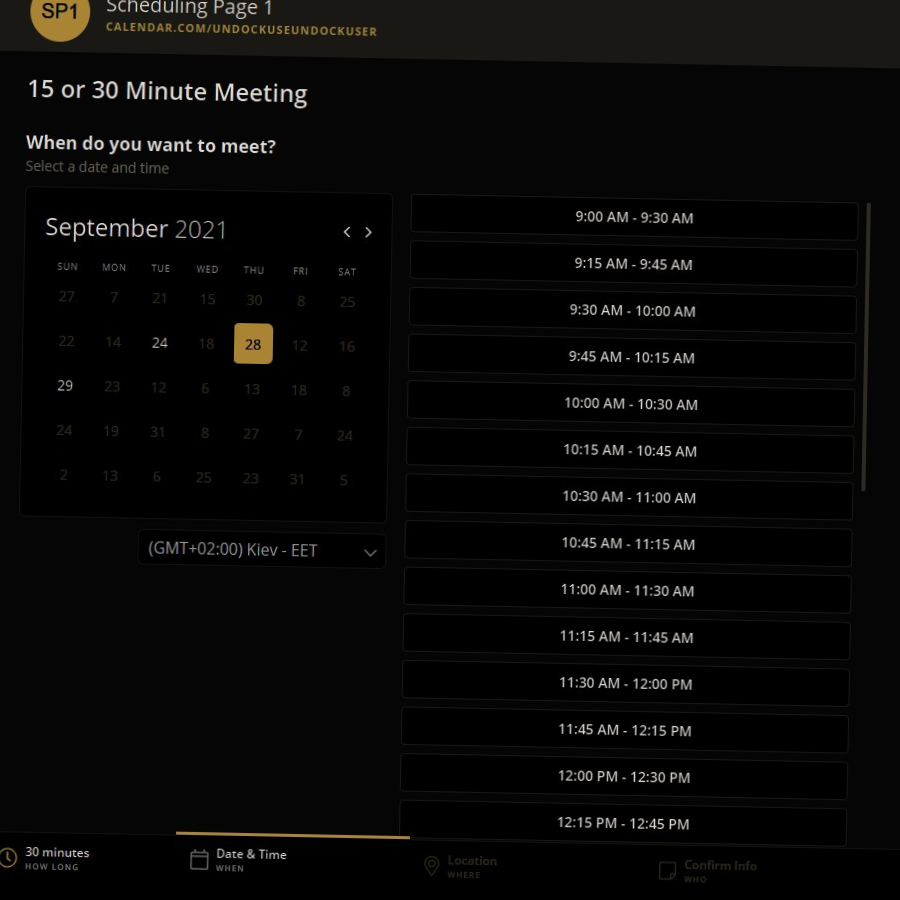 SP1
Scheduling Page 1
CALENDAR.COM/UNDOCKUSEUNDOCKUSER
15 or 30 Minute Meeting
When do you want to meet?
Select a date and time
September 2021
SUN MON TUE WED THU FRI SAT
27 7 21 15 30 8 25
22 14 24 18 28 12 16
29 23 12 6 13 18 8
24 19 31 8 27 7 24
2 13 6 25 23 31 5
(GMT+02:00) Kiev - EET
9:00 AM - 9:30 AM
9:15 AM - 9:45 AM
9:30 AM - 10:00 AM
9:45 AM - 10:15 AM
10:00 AM - 10:30 AM
10:15 AM - 10:45 AM
10:30 AM - 11:00 AM
10:45 AM - 11:15 AM
11:00 AM - 11:30 AM
11:15 AM - 11:45 AM
11:30 AM - 12:00 PM
11:45 AM - 12:15 PM
12:00 PM - 12:30 PM
12:15 PM - 12:45 PM
30 minutes
HOW LONG
Date & Time
WHEN
Location
WHERE
Confirm Info
WHO